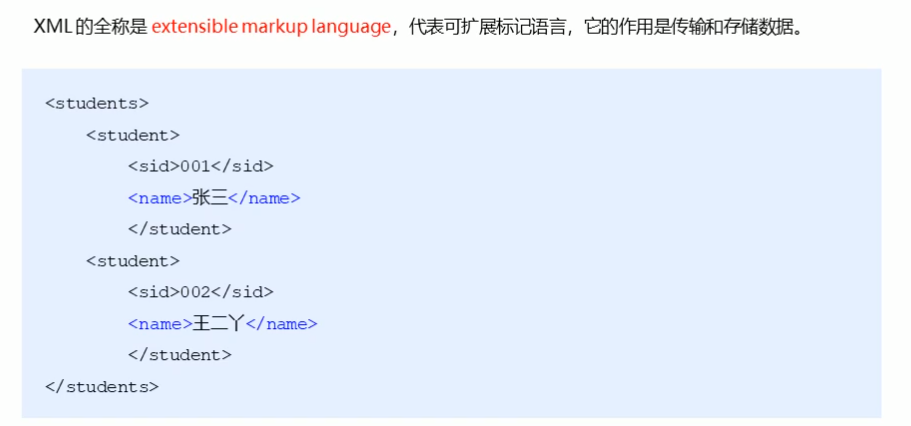 XML的全称是 extensible markup language，代表可扩展标记语言，它的作用是传输和存储数据。
<students>
    <student>
        <sid>001</sid>
        <name>张三</name>
        </student>
    <student>
        <sid>002</sid>
        <name>王二丫</name>
        </student>
</students>